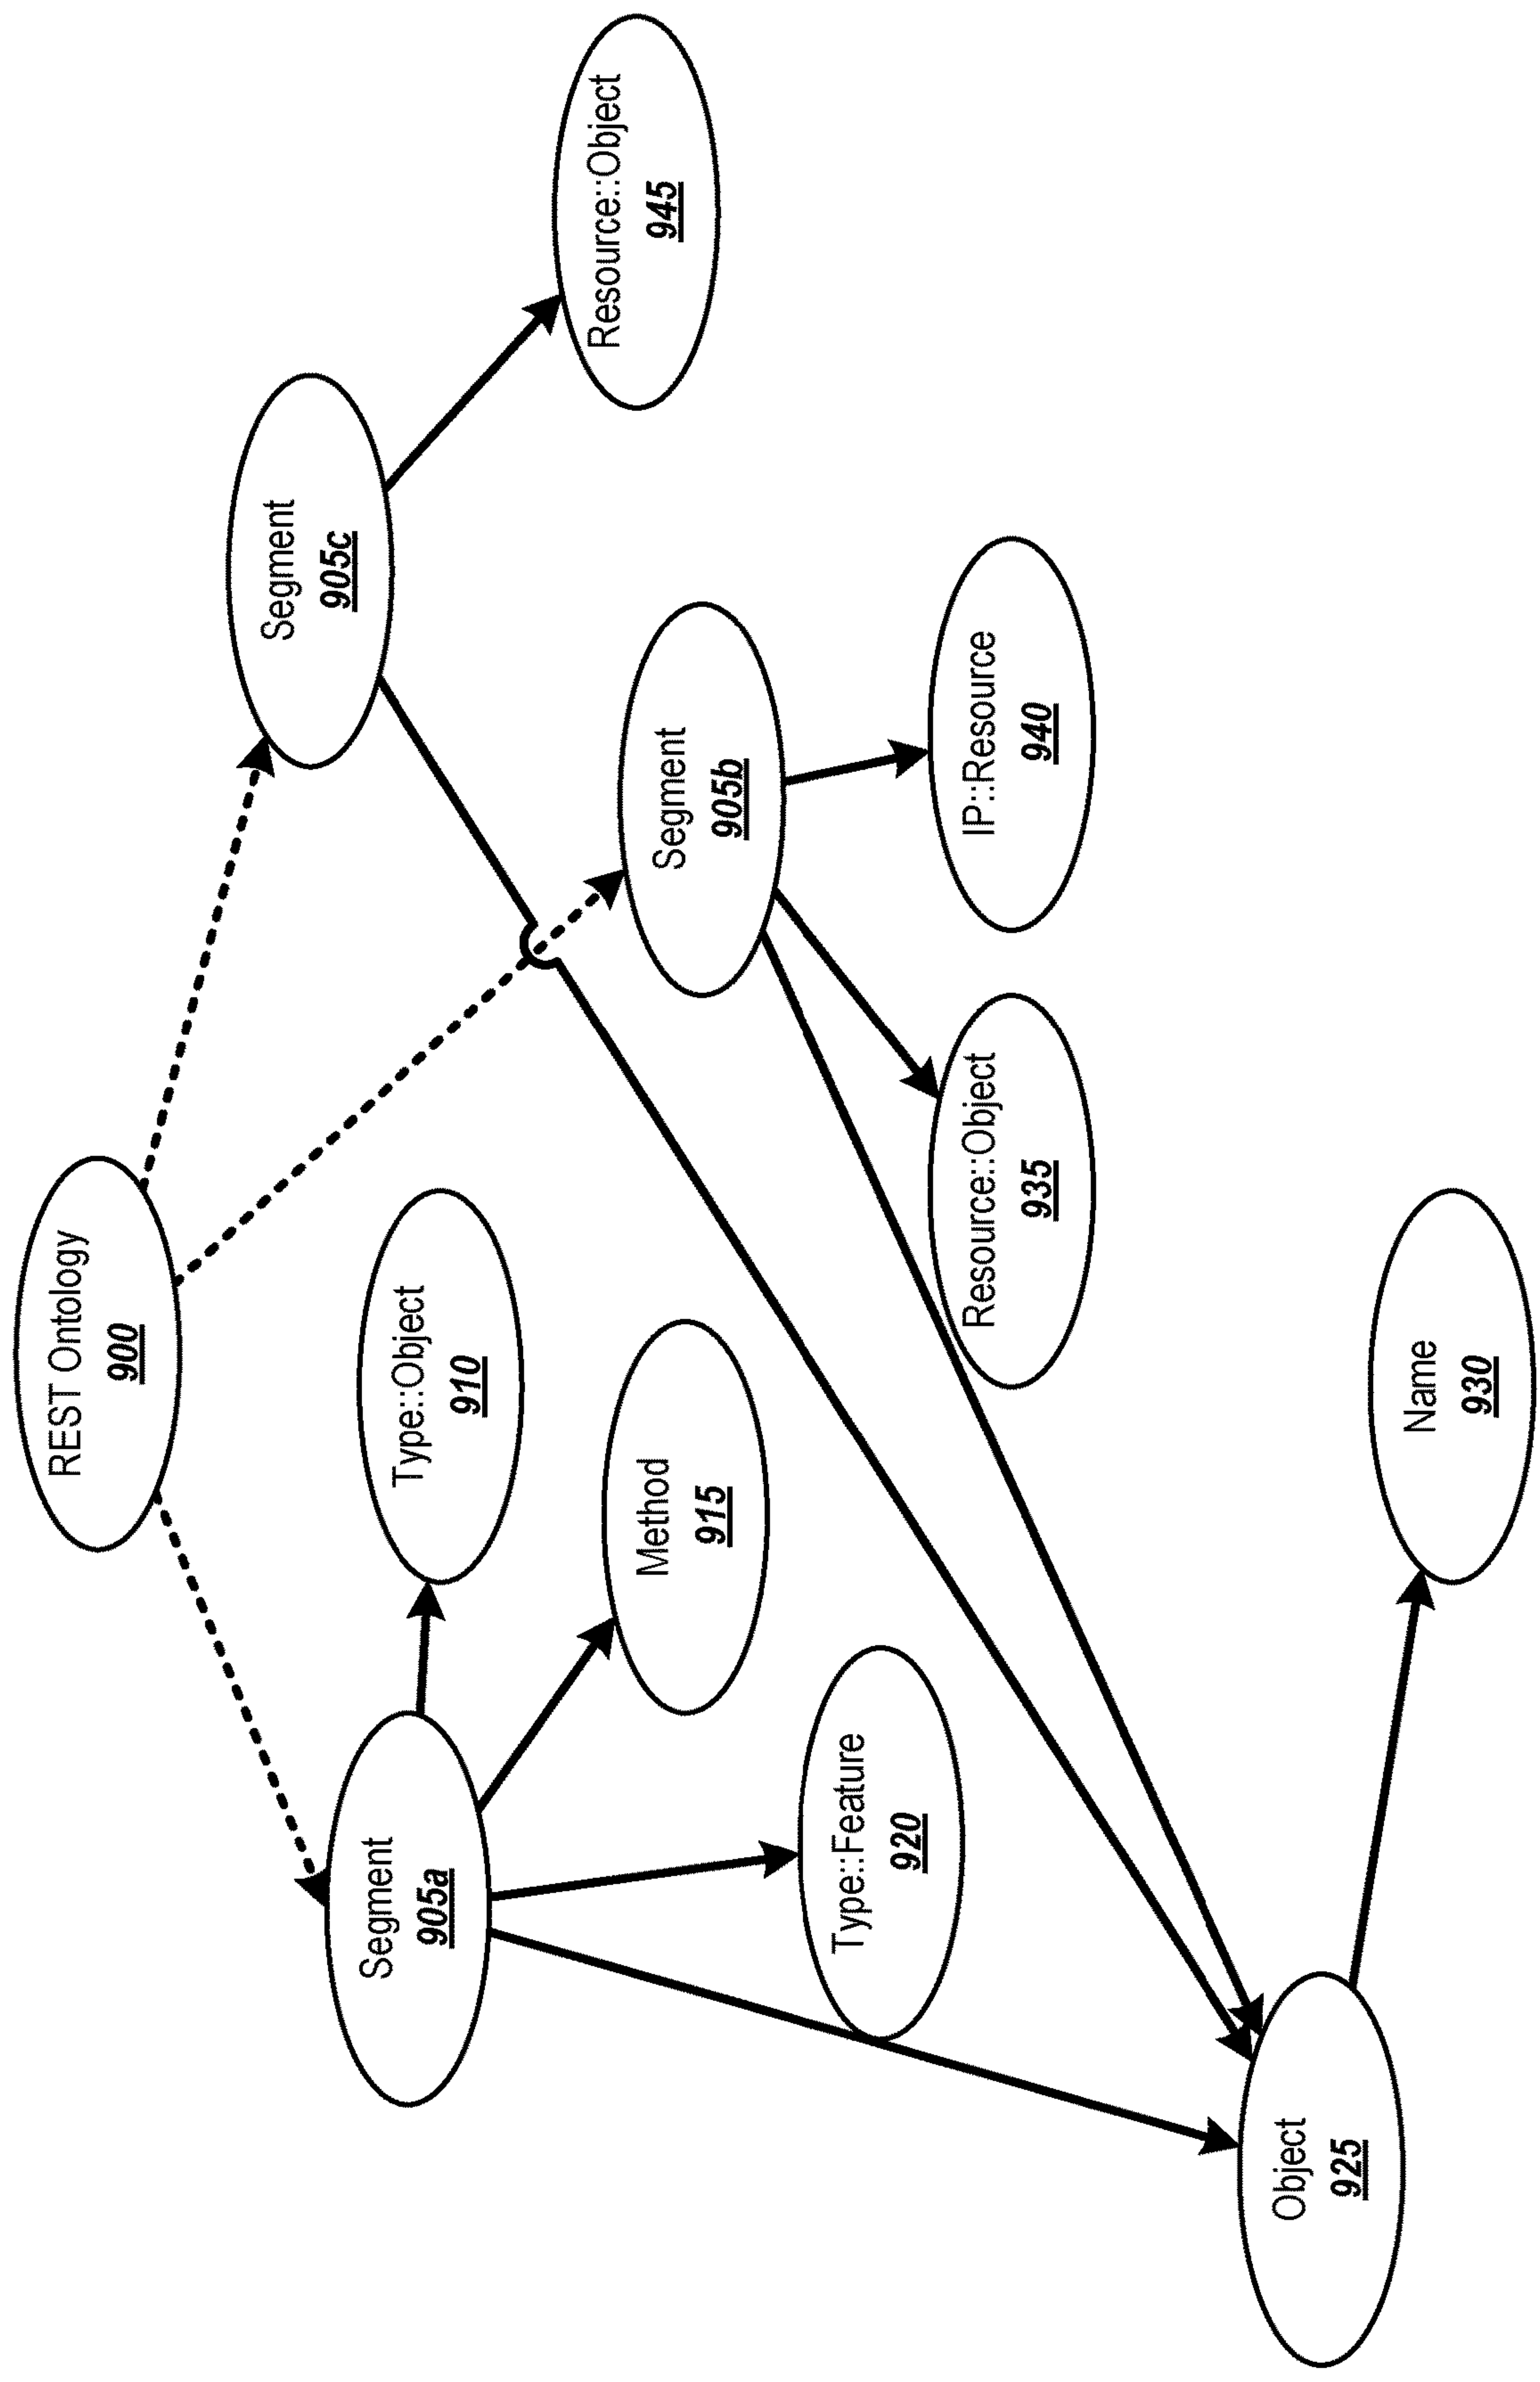 REST Ontology
900
Segment
905a
Type::Object
910
Segment
905c
Method
915
Segment
905b
Resource::Object
945
Type::Feature
920
Resource::Object
935
IP::Resource
940
Object
925
Name
930